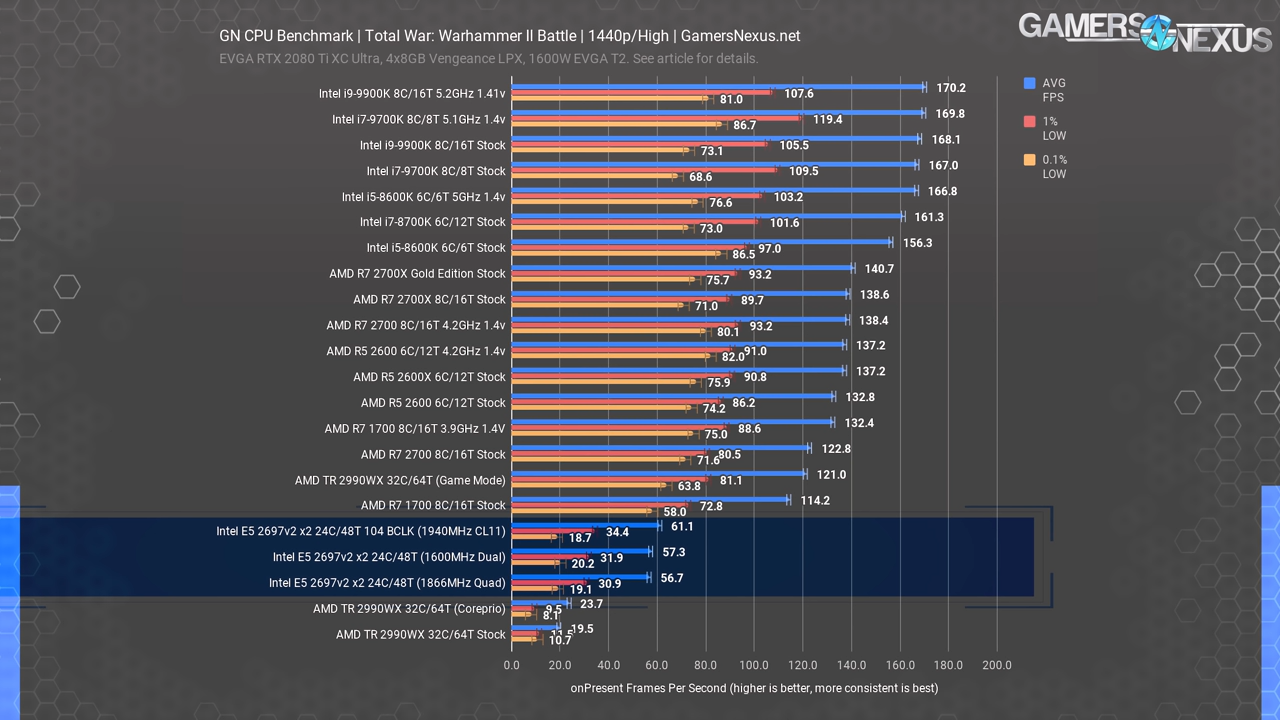 GN CPU Benchmark | Total War: Warhammer II Battle | 1440p/High | GamersNexus.net
EVGA RTX 2080 Ti XC Ultra, 4x8GB Vengeance LPX, 1600W EVGA T2. See article for details.
GAMERS NEXUS
AVG FPS
1% LOW
0.1% LOW
Intel i9-9900K 8C/16T 5.2GHz 1.41v 170.2 107.6 81.0
Intel i7-9700K 8C/8T 5.1GHz 1.4v 169.8 119.4 86.7
Intel i9-9900K 8C/16T Stock 168.1 105.5 73.1
Intel i7-9700K 8C/8T Stock 167.0 109.5 68.6
Intel i5-8600K 6C/6T 5GHz 1.4v 166.8 103.2 76.6
Intel i7-8700K 6C/12T Stock 161.3 101.6 73.0
Intel i5-8600K 6C/6T Stock 156.3 97.0 86.5
AMD R7 2700X Gold Edition Stock 140.7 93.2 75.7
AMD R7 2700X 8C/16T Stock 138.6 89.7 71.0
AMD R7 2700 8C/16T 4.2GHz 1.4v 138.4 93.2 80.1
AMD R5 2600 6C/12T 4.2GHz 1.4v 137.2 91.0 82.0
AMD R5 2600X 6C/12T Stock 137.2 90.8 75.9
AMD R5 2600 6C/12T Stock 132.8 86.2 74.2
AMD R7 1700 8C/16T 3.9GHz 1.4V 132.4 88.6 75.0
AMD R7 2700 8C/16T Stock 122.8 80.5 71.6
AMD TR 2990WX 32C/64T (Game Mode) 121.0 81.1 63.8
AMD R7 1700 8C/16T Stock 114.2 72.8 58.0
Intel E5 2697v2 x2 24C/48T 104 BCLK (1940MHz CL11) 61.1 34.4 18.7
Intel E5 2697v2 x2 24C/48T (1600MHz Dual) 57.3 31.9 20.2
Intel E5 2697v2 x2 24C/48T (1866MHz Quad) 56.7 30.9 19.1
AMD TR 2990WX 32C/64T (Coreprio) 23.7 9.5 8.1
AMD TR 2990WX 32C/64T Stock 19.5 10.7
0.0 20.0 40.0 60.0 80.0 100.0 120.0 140.0 160.0 180.0 200.0
onPresent Frames Per Second (higher is better, more consistent is best)